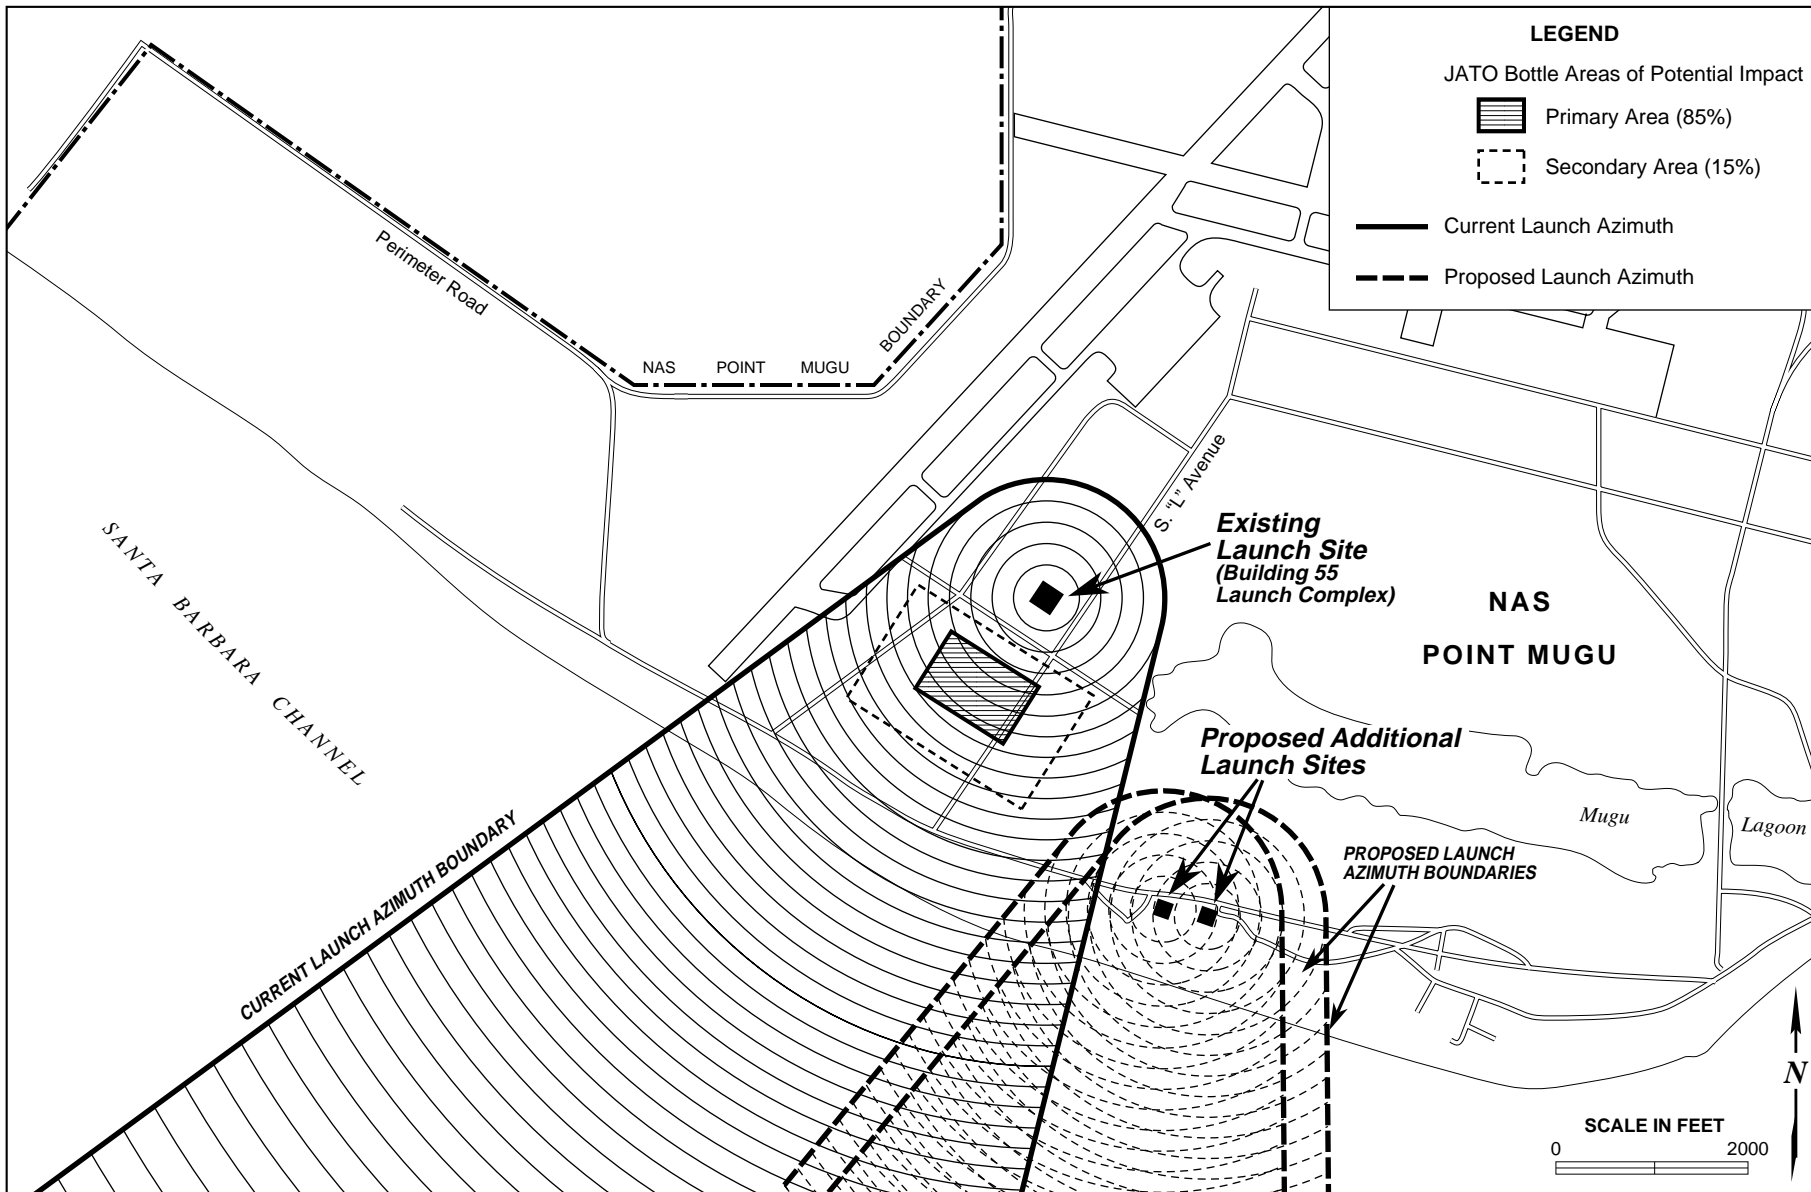 LEGEND
JATO Bottle Areas of Potential Impact
Primary Area (85%)
Secondary Area (15%)
Current Launch Azimuth
Proposed Launch Azimuth
Perimeter Road
NAS POINT MUGU BOUNDARY
S. "L" Avenue
SANTA BARBARA CHANNEL
Existing
Launch Site
(Building 55
Launch Complex)
NAS
POINT MUGU
Proposed Additional
Launch Sites
Mugu
Lagoon
PROPOSED LAUNCH
AZIMUTH BOUNDARIES
CURRENT LAUNCH AZIMUTH BOUNDARY
N
SCALE IN FEET
0 2000